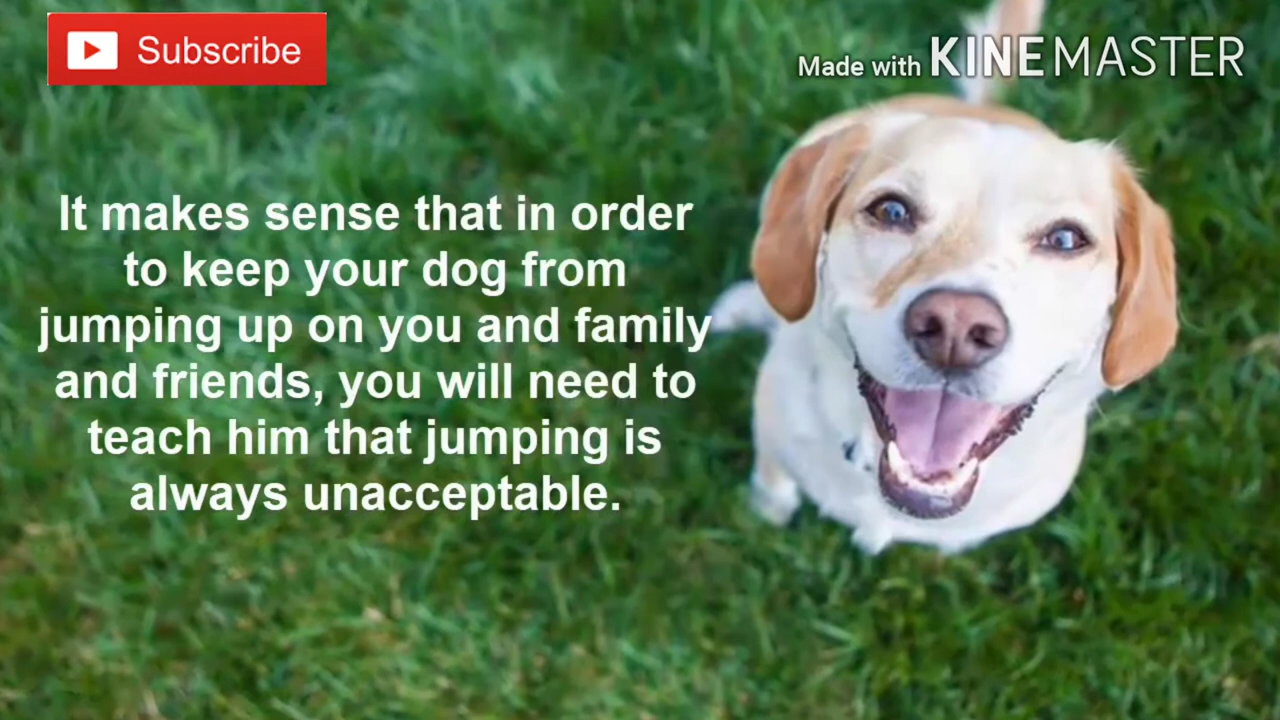 Subscribe
Made with KINEMASTER
It makes sense that in order
to keep your dog from
jumping up on you and family
and friends, you will need to
teach him that jumping is
always unacceptable.